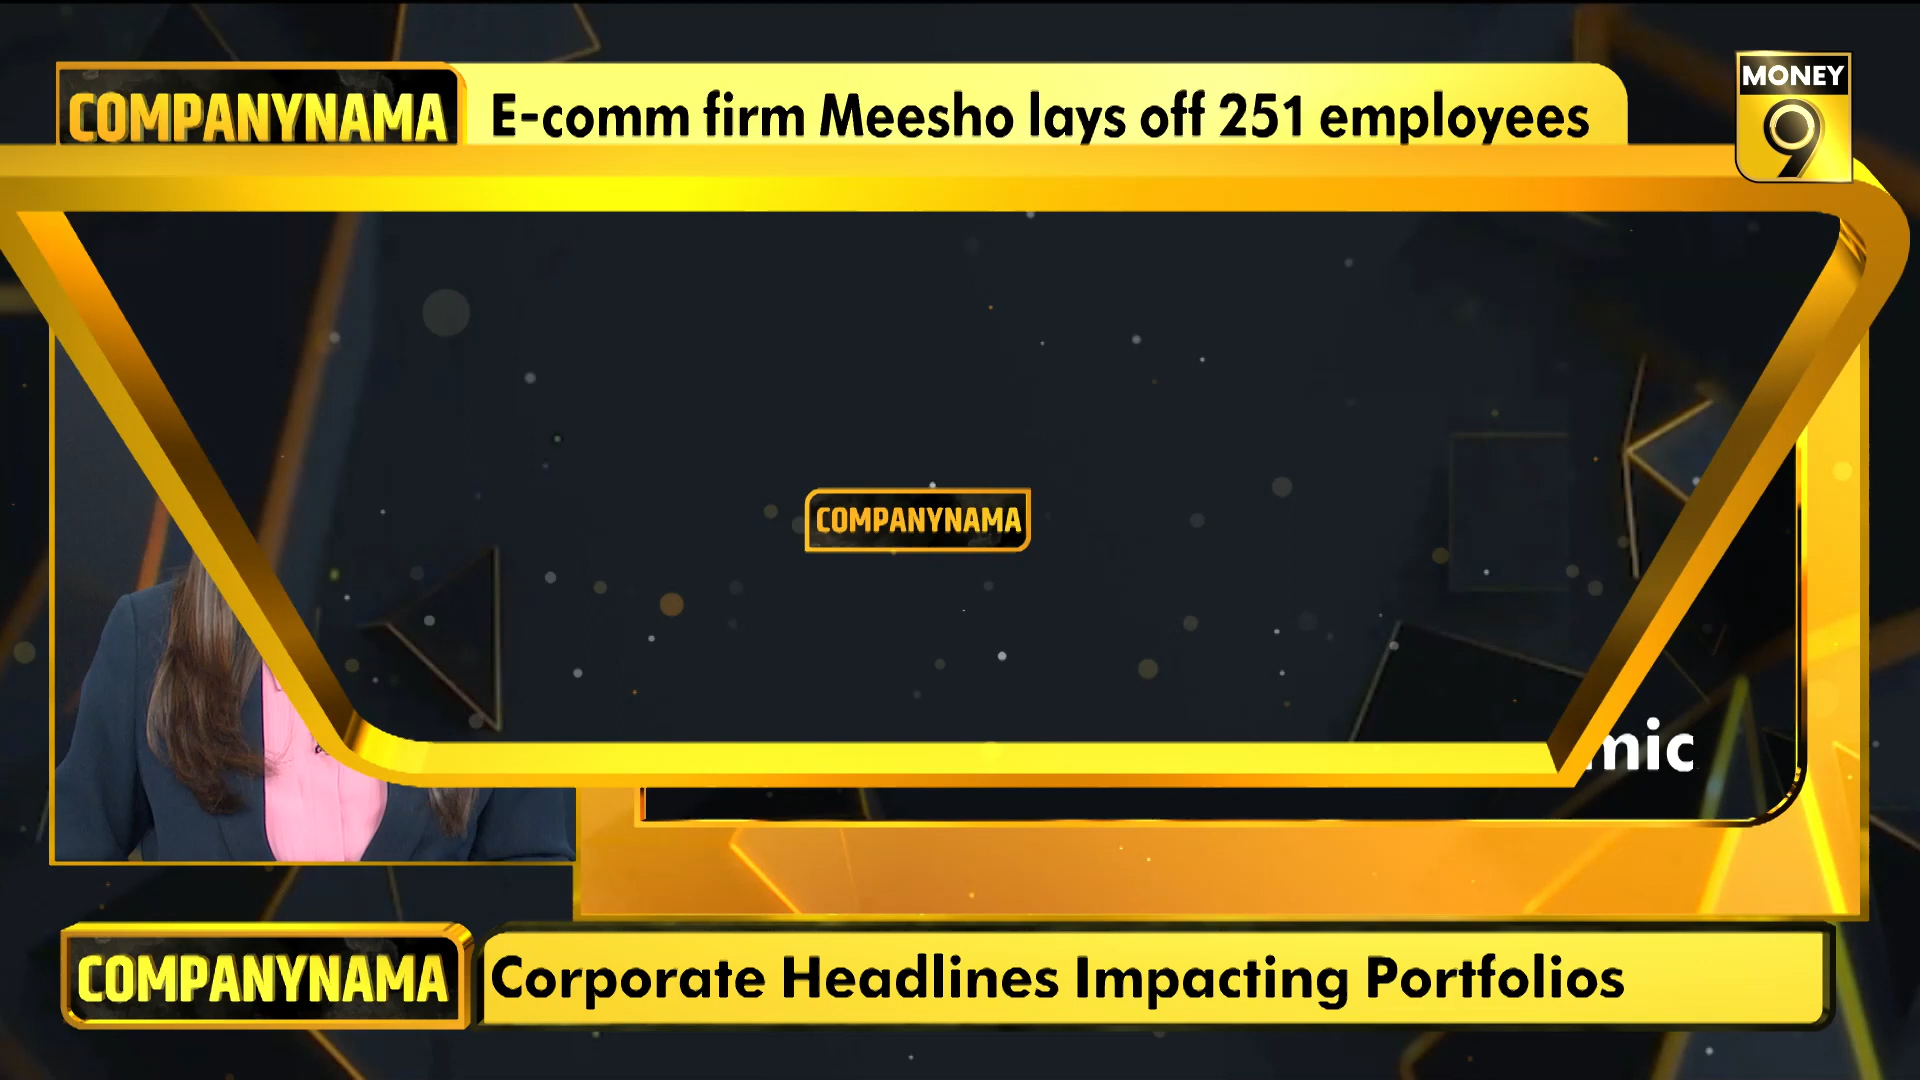 COMPANYNAMA
E-comm firm Meesho lays off 251 employees
MONEY
9
COMPANYNAMA
COMPANYNAMA
Corporate Headlines Impacting Portfolios